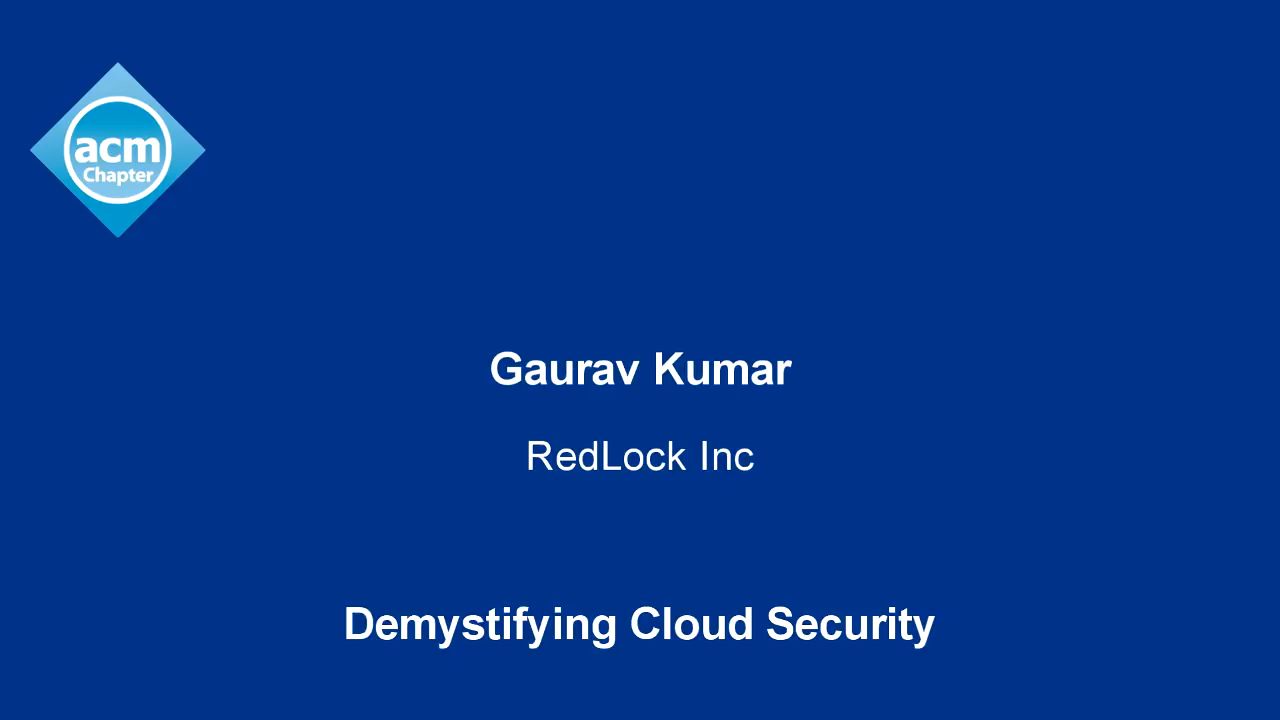 acm
Chapter
Gaurav Kumar
RedLock Inc
Demystifying Cloud Security